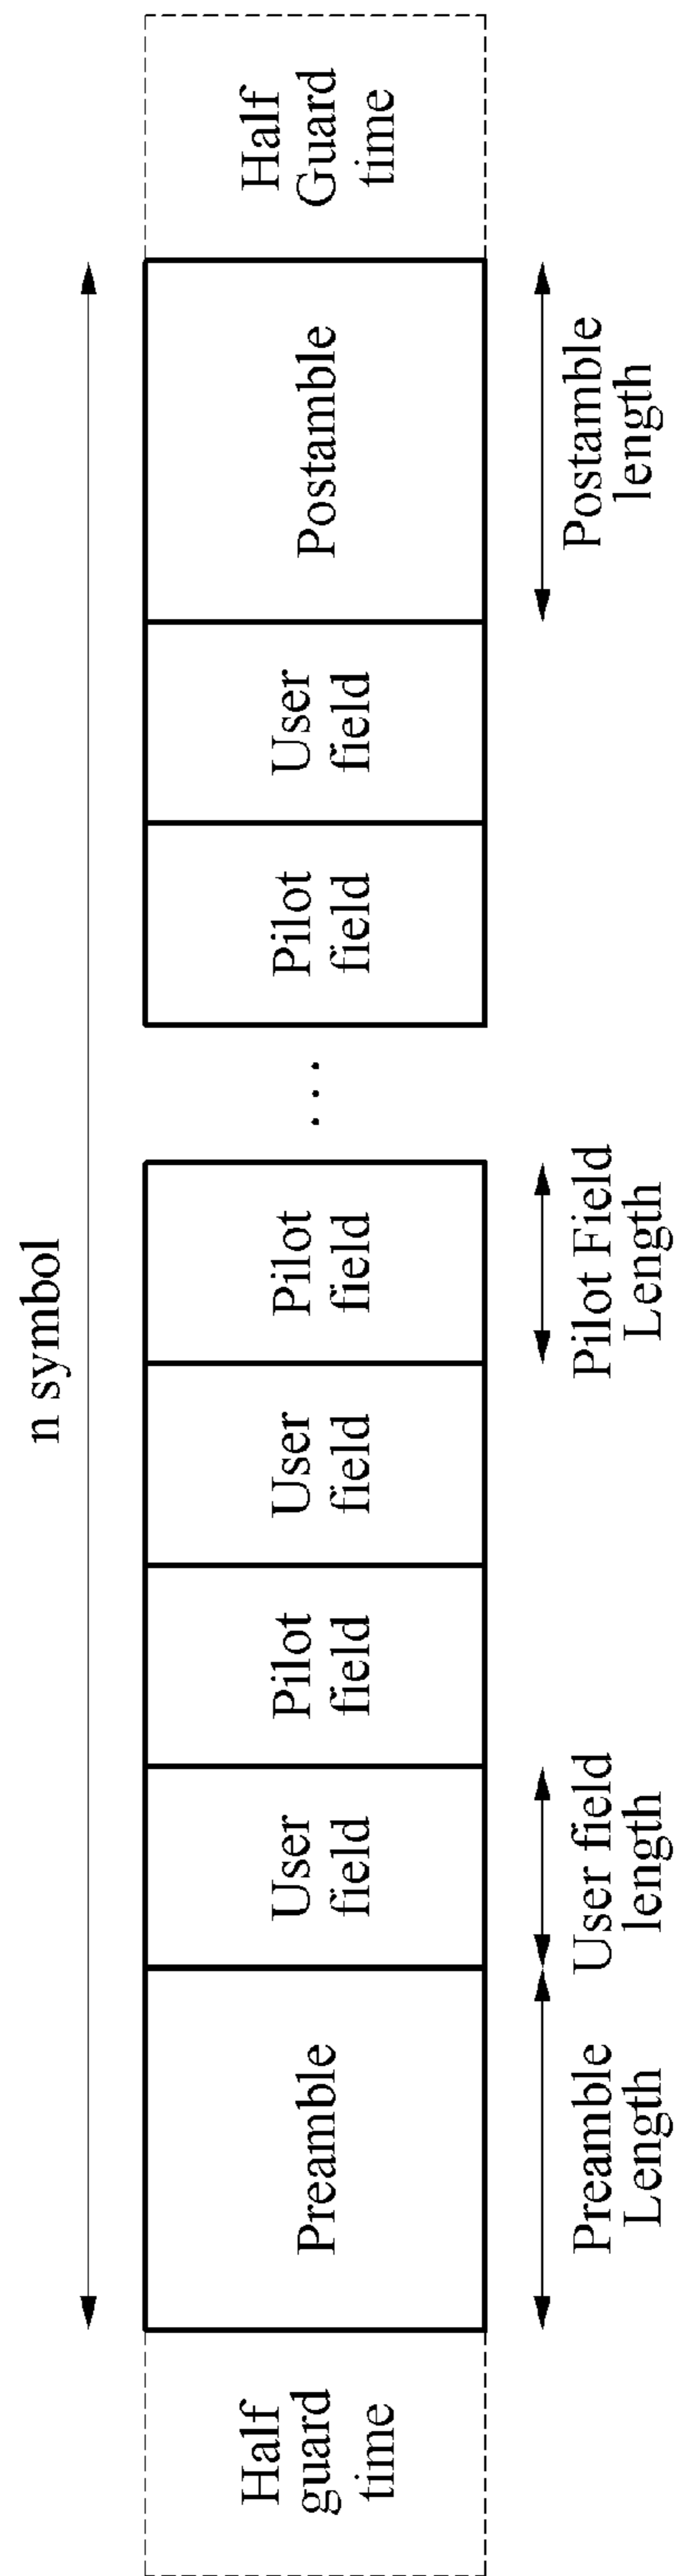 n symbol
Half
guard
time
Preamble
User
field
Pilot
field
User
field
Pilot
field
...
Pilot
field
User
field
Postamble
Half
Guard
time
Preamble
Length
User field
length
Pilot Field
Length
Postamble
length